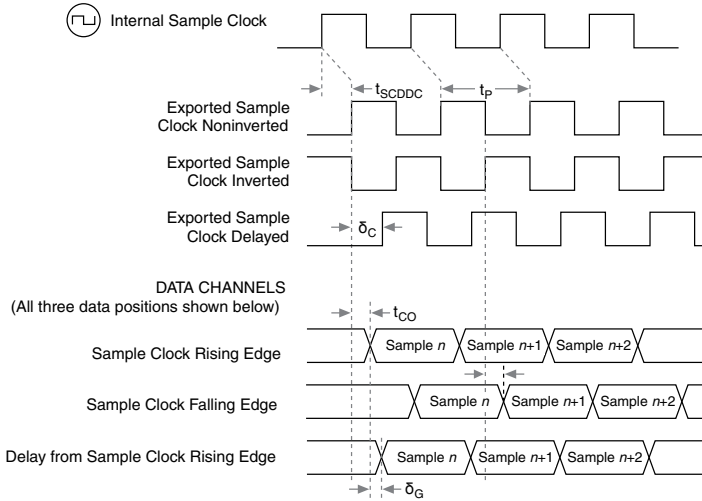 Internal Sample Clock
tSCDDC
tP
Exported Sample
Clock Noninverted
Exported Sample
Clock Inverted
Exported Sample
Clock Delayed
δC
DATA CHANNELS
(All three data positions shown below)
tCO
Sample Clock Rising Edge
Sample n
Sample n+1
Sample n+2
Sample Clock Falling Edge
Sample n
Sample n+1
Sample n+2
Delay from Sample Clock Rising Edge
Sample n
Sample n+1
Sample n+2
δG